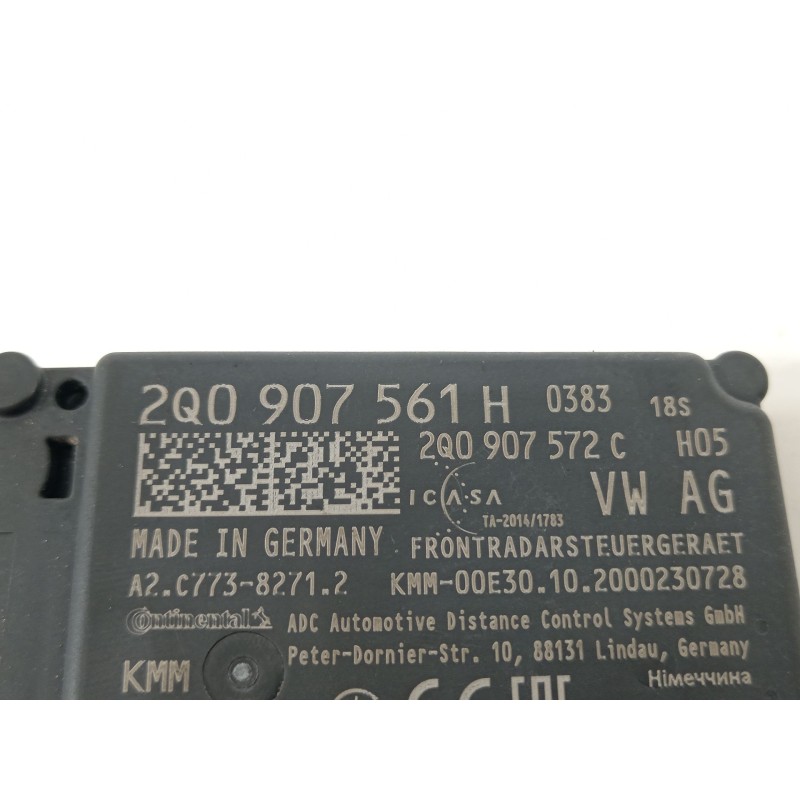 2Q0 907 561 H 0383 18S
2Q0 907 572 C H05
ICASA VW AG
TA-2014/1783
MADE IN GERMANY FRONTRADARSTEUERGERAET
A2.C773-8271.2 KMM-00E30.10.2000230728
Continental ADC Automotive Distance Control Systems GmbH
Peter-Dornier-Str. 10, 88131 Lindau, Germany
KMM Німеччина